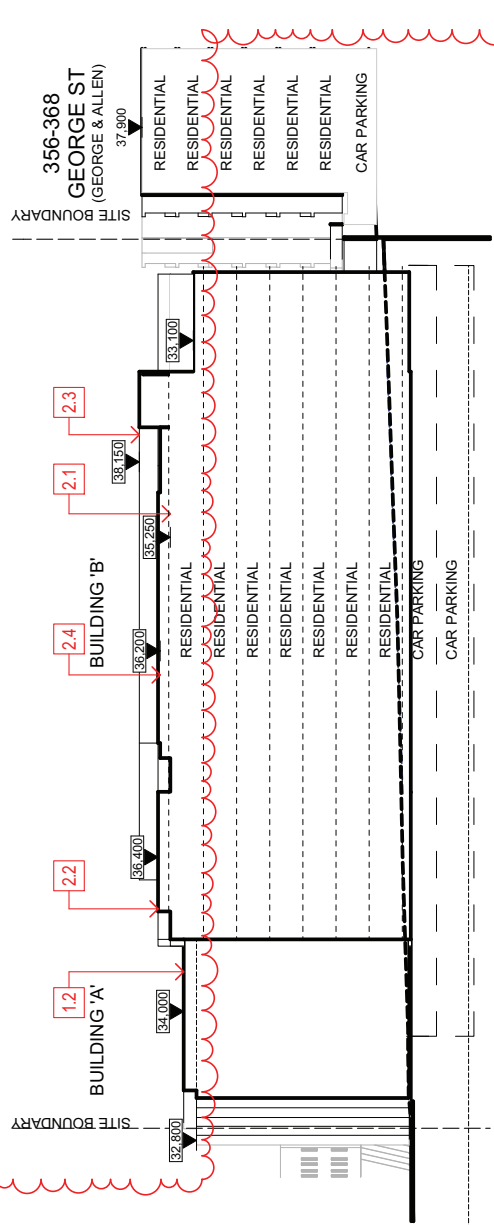 356-368
GEORGE ST
(GEORGE & ALLEN)
37,900
RESIDENTIAL
RESIDENTIAL
RESIDENTIAL
RESIDENTIAL
RESIDENTIAL
RESIDENTIAL
CAR PARKING
SITE BOUNDARY
33,100
2.3
38,150
2.1
35,250
BUILDING 'B'
2.4
36,200
RESIDENTIAL
RESIDENTIAL
RESIDENTIAL
RESIDENTIAL
RESIDENTIAL
RESIDENTIAL
RESIDENTIAL
CAR PARKING
CAR PARKING
36,400
2.2
1.2
BUILDING 'A'
34,000
SITE BOUNDARY
32,800